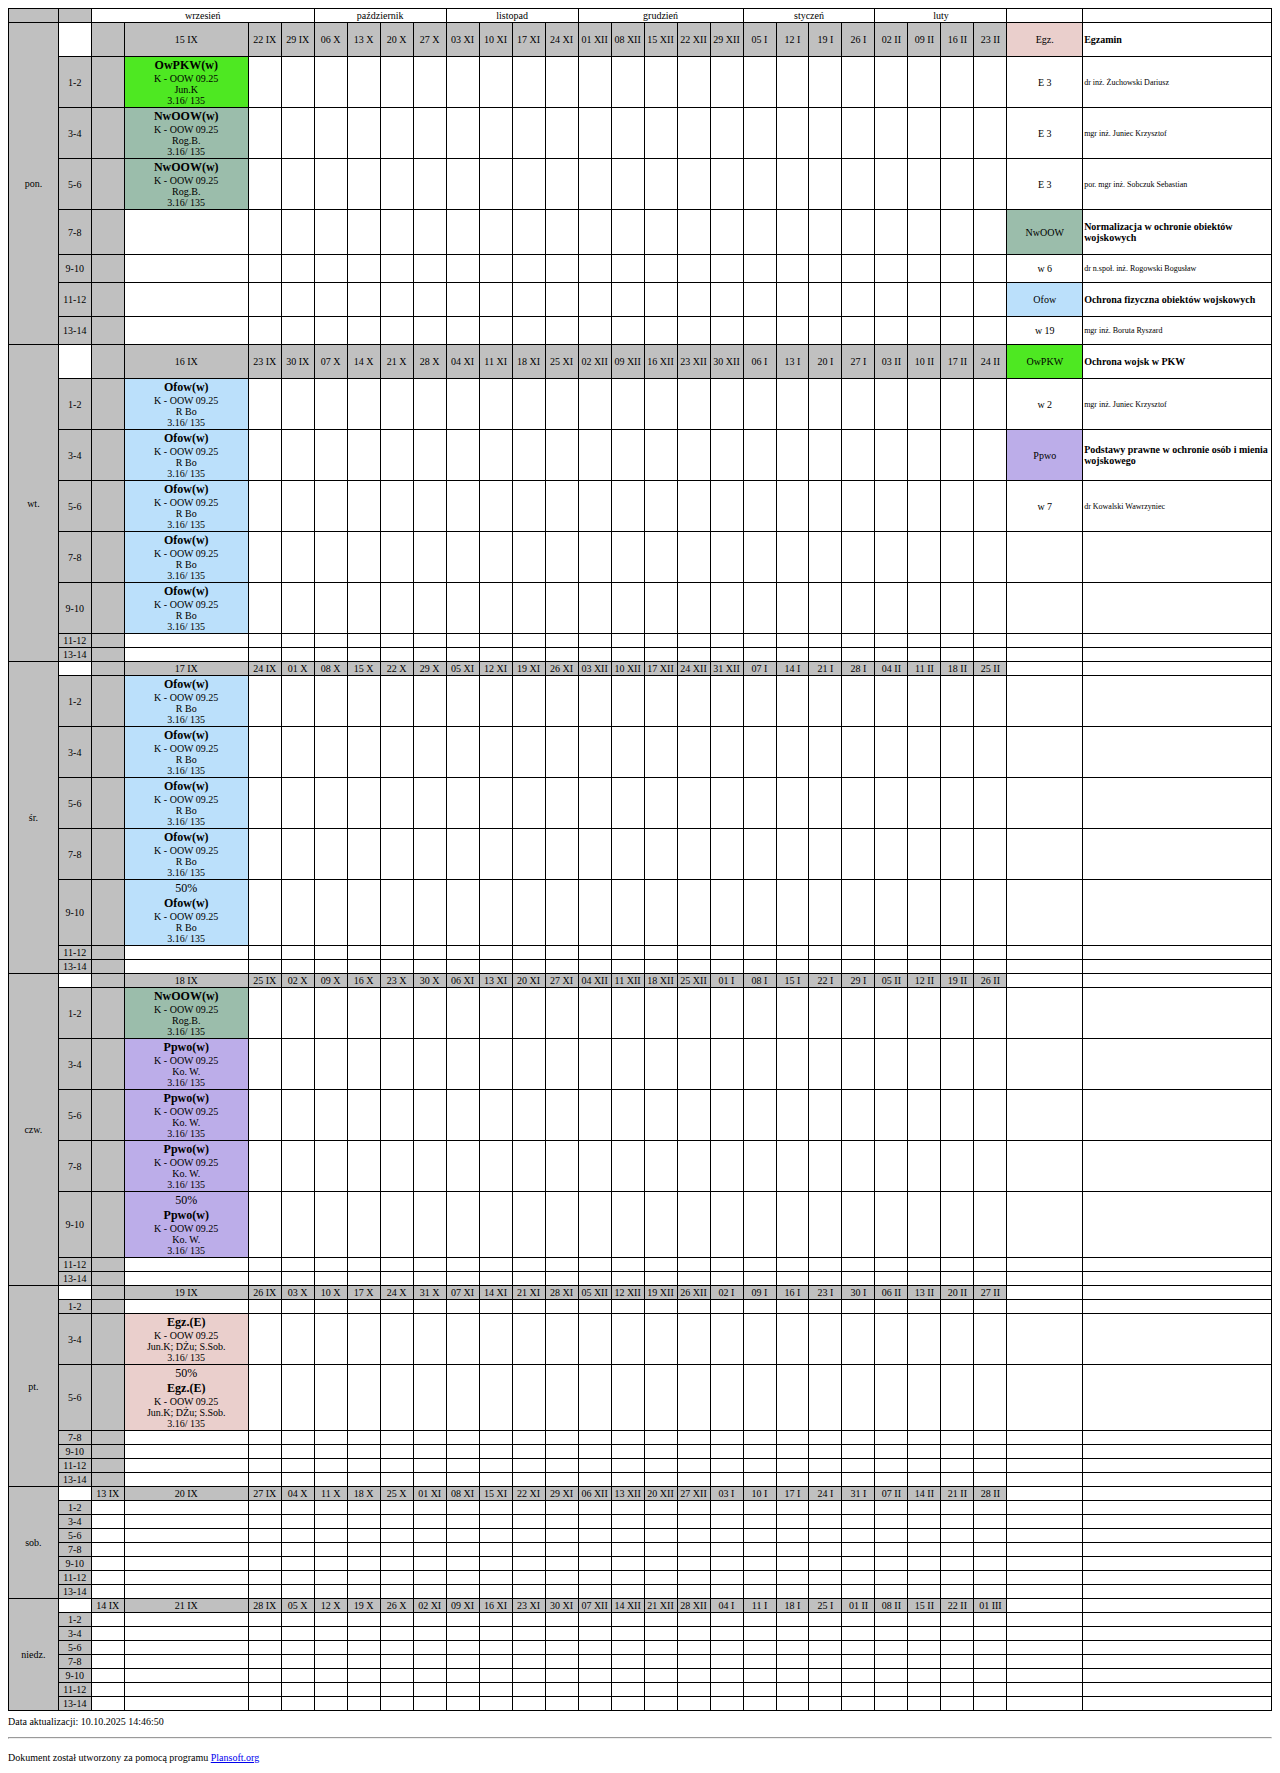 wrzesień październik listopad grudzień styczeń luty
pon.
15 IX 22 IX 29 IX 06 X 13 X 20 X 27 X 03 XI 10 XI 17 XI 24 XI 01 XII 08 XII 15 XII 22 XII 29 XII 05 I 12 I 19 I 26 I 02 II 09 II 16 II 23 II Egz. Egzamin
1-2
OwPKW(w)
K - OOW 09.25
Jun.K
3.16/ 135
E 3 dr inż. Żuchowski Dariusz
3-4
NwOOW(w)
K - OOW 09.25
Rog.B.
3.16/ 135
E 3 mgr inż. Juniec Krzysztof
5-6
NwOOW(w)
K - OOW 09.25
Rog.B.
3.16/ 135
E 3 por. mgr inż. Sobczuk Sebastian
7-8
NwOOW
Normalizacja w ochronie obiektów
wojskowych
9-10 w 6 dr n.społ. inż. Rogowski Bogusław
11-12 Ofow Ochrona fizyczna obiektów wojskowych
13-14 w 19 mgr inż. Boruta Ryszard
wt.
16 IX 23 IX 30 IX 07 X 14 X 21 X 28 X 04 XI 11 XI 18 XI 25 XI 02 XII 09 XII 16 XII 23 XII 30 XII 06 I 13 I 20 I 27 I 03 II 10 II 17 II 24 II OwPKW Ochrona wojsk w PKW
1-2
Ofow(w)
K - OOW 09.25
R Bo
3.16/ 135
w 2 mgr inż. Juniec Krzysztof
3-4
Ofow(w)
K - OOW 09.25
R Bo
3.16/ 135
Ppwo
Podstawy prawne w ochronie osób i mienia
wojskowego
5-6
Ofow(w)
K - OOW 09.25
R Bo
3.16/ 135
w 7 dr Kowalski Wawrzyniec
7-8
Ofow(w)
K - OOW 09.25
R Bo
3.16/ 135
9-10
Ofow(w)
K - OOW 09.25
R Bo
3.16/ 135
11-12
13-14
śr.
17 IX 24 IX 01 X 08 X 15 X 22 X 29 X 05 XI 12 XI 19 XI 26 XI 03 XII 10 XII 17 XII 24 XII 31 XII 07 I 14 I 21 I 28 I 04 II 11 II 18 II 25 II
1-2
Ofow(w)
K - OOW 09.25
R Bo
3.16/ 135
3-4
Ofow(w)
K - OOW 09.25
R Bo
3.16/ 135
5-6
Ofow(w)
K - OOW 09.25
R Bo
3.16/ 135
7-8
Ofow(w)
K - OOW 09.25
R Bo
3.16/ 135
9-10
50%
Ofow(w)
K - OOW 09.25
R Bo
3.16/ 135
11-12
13-14
czw.
18 IX 25 IX 02 X 09 X 16 X 23 X 30 X 06 XI 13 XI 20 XI 27 XI 04 XII 11 XII 18 XII 25 XII 01 I 08 I 15 I 22 I 29 I 05 II 12 II 19 II 26 II
1-2
NwOOW(w)
K - OOW 09.25
Rog.B.
3.16/ 135
3-4
Ppwo(w)
K - OOW 09.25
Ko. W.
3.16/ 135
5-6
Ppwo(w)
K - OOW 09.25
Ko. W.
3.16/ 135
7-8
Ppwo(w)
K - OOW 09.25
Ko. W.
3.16/ 135
9-10
50%
Ppwo(w)
K - OOW 09.25
Ko. W.
3.16/ 135
11-12
13-14
pt.
19 IX 26 IX 03 X 10 X 17 X 24 X 31 X 07 XI 14 XI 21 XI 28 XI 05 XII 12 XII 19 XII 26 XII 02 I 09 I 16 I 23 I 30 I 06 II 13 II 20 II 27 II
1-2
3-4
Egz.(E)
K - OOW 09.25
Jun.K; DŻu; S.Sob.
3.16/ 135
5-6
50%
Egz.(E)
K - OOW 09.25
Jun.K; DŻu; S.Sob.
3.16/ 135
7-8
9-10
11-12
13-14
sob.
13 IX 20 IX 27 IX 04 X 11 X 18 X 25 X 01 XI 08 XI 15 XI 22 XI 29 XI 06 XII 13 XII 20 XII 27 XII 03 I 10 I 17 I 24 I 31 I 07 II 14 II 21 II 28 II
1-2
3-4
5-6
7-8
9-10
11-12
13-14
niedz.
14 IX 21 IX 28 IX 05 X 12 X 19 X 26 X 02 XI 09 XI 16 XI 23 XI 30 XI 07 XII 14 XII 21 XII 28 XII 04 I 11 I 18 I 25 I 01 II 08 II 15 II 22 II 01 III
1-2
3-4
5-6
7-8
9-10
11-12
13-14
Data aktualizacji: 10.10.2025 14:46:50
Dokument został utworzony za pomocą programu Plansoft.org